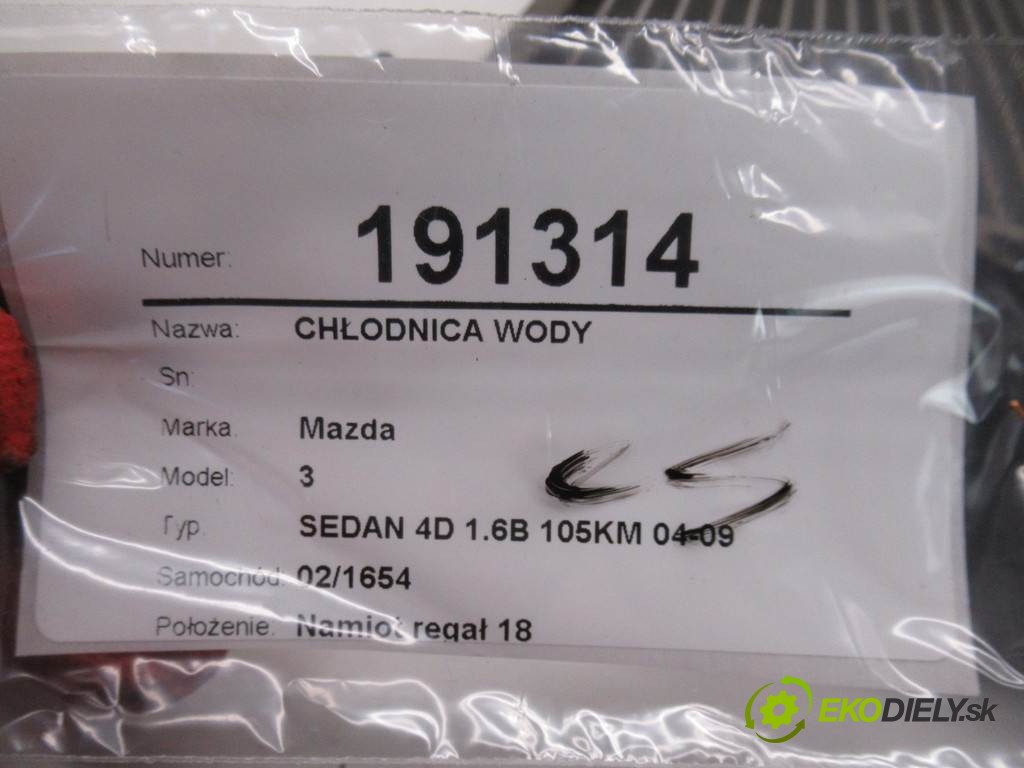 Numer: 191314
Nazwa: CHŁODNICA WODY
Sn:
Marka: Mazda
Model: 3
Typ: SEDAN 4D 1.6B 105KM 04-09
Samochód: 02/1654
Położenie: Namiot regał 18
EKODIELY.sk